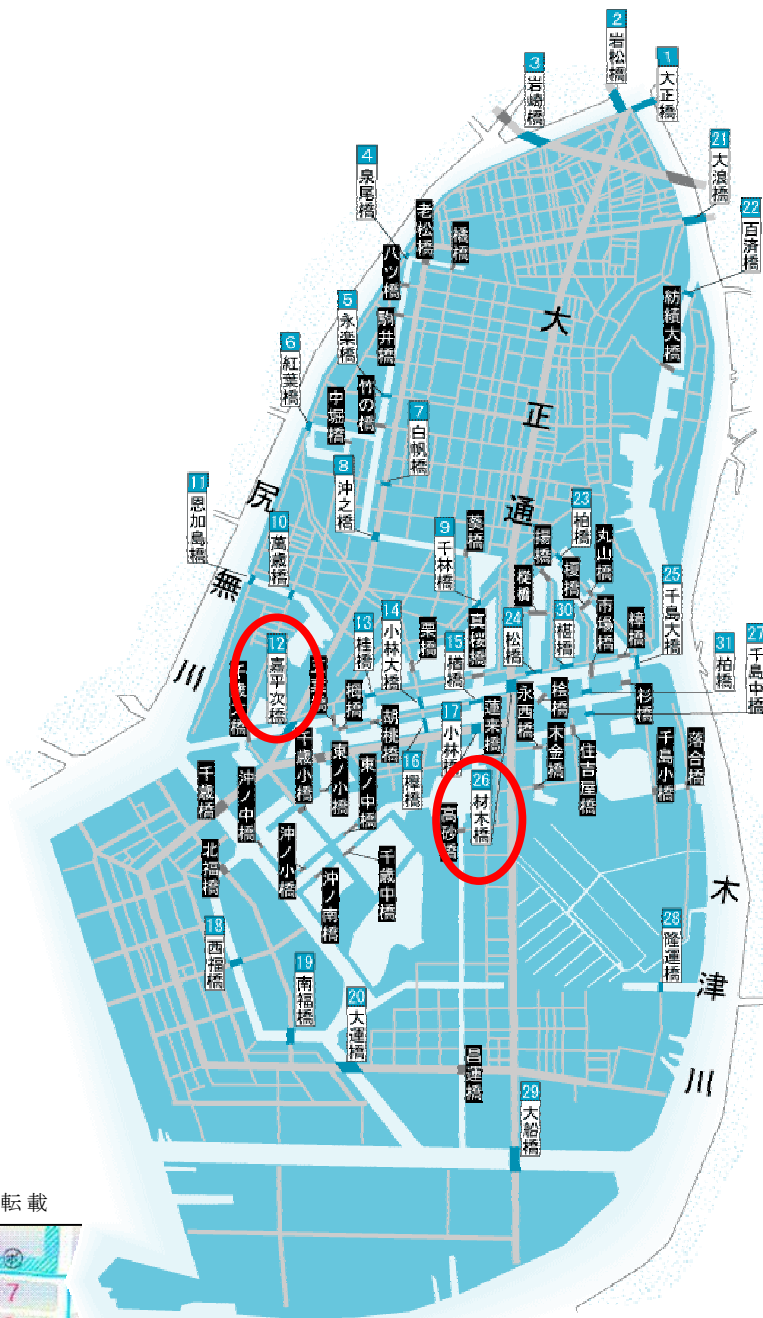 2
岩松橋
1
大正橋
3
岩崎橋
21
大浪橋
4
泉尾橋
22
百済橋
老松橋
橘橋
八ツ橋
紡績大橋
5
永楽橋
駒井橋
大正通
6
紅葉橋
竹の橋
中堀橋
7
白帆橋
8
沖之橋
11
恩加島橋
尻無川
10
萬歳橋
9
千林橋
葵橋
23
柏橋
丸山橋
榎橋
25
千島大橋
14
小林大橋
13
桂橋
栗橋
真桜橋
24
松橋
30
椹橋
市場橋
樟橋
27
千島中橋
12
嘉平次橋
15
楢橋
31
柏橋
栂橋
胡桃橋
17
蓬来橋
永西橋
桧橋
杉橋
千歳小橋
東ノ小橋
東ノ中橋
16
木金橋
住吉屋橋
千島小橋
落合橋
千歳橋
沖ノ中橋
26
材木橋
高砂橋
北福橋
沖ノ小橋
沖ノ南橋
千歳中橋
木津川
18
西福橋
19
南福橋
20
大運橋
28
隆運橋
昌運橋
29
大船橋
転載
7